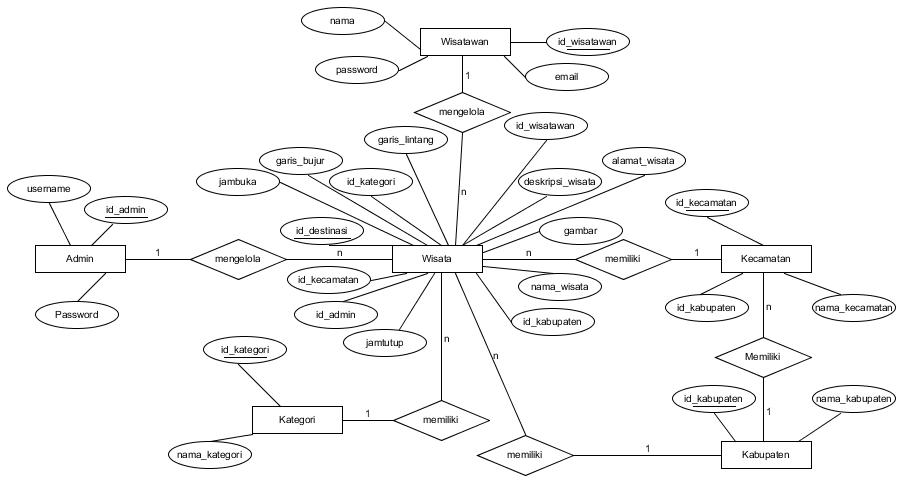 nama
Wisatawan
id_wisatawan
password
email
1
mengelola
id_wisatawan
garis_lintang
garis_bujur
alamat_wisata
jambuka
id_kategori
deskripsi_wisata
n
username
id_admin
id_kecamatan
id_destinasi
gambar
Admin
1
mengelola
n
Wisata
n
memiliki
1
Kecamatan
id_kecamatan
nama_wisata
id_admin
id_kabupaten
Password
jamtutup
id_kabupaten
nama_kecamatan
n
n
n
id_kategori
Memiliki
id_kabupaten
nama_kabupaten
1
Kategori
1
memiliki
nama_kategori
memiliki
1
Kabupaten